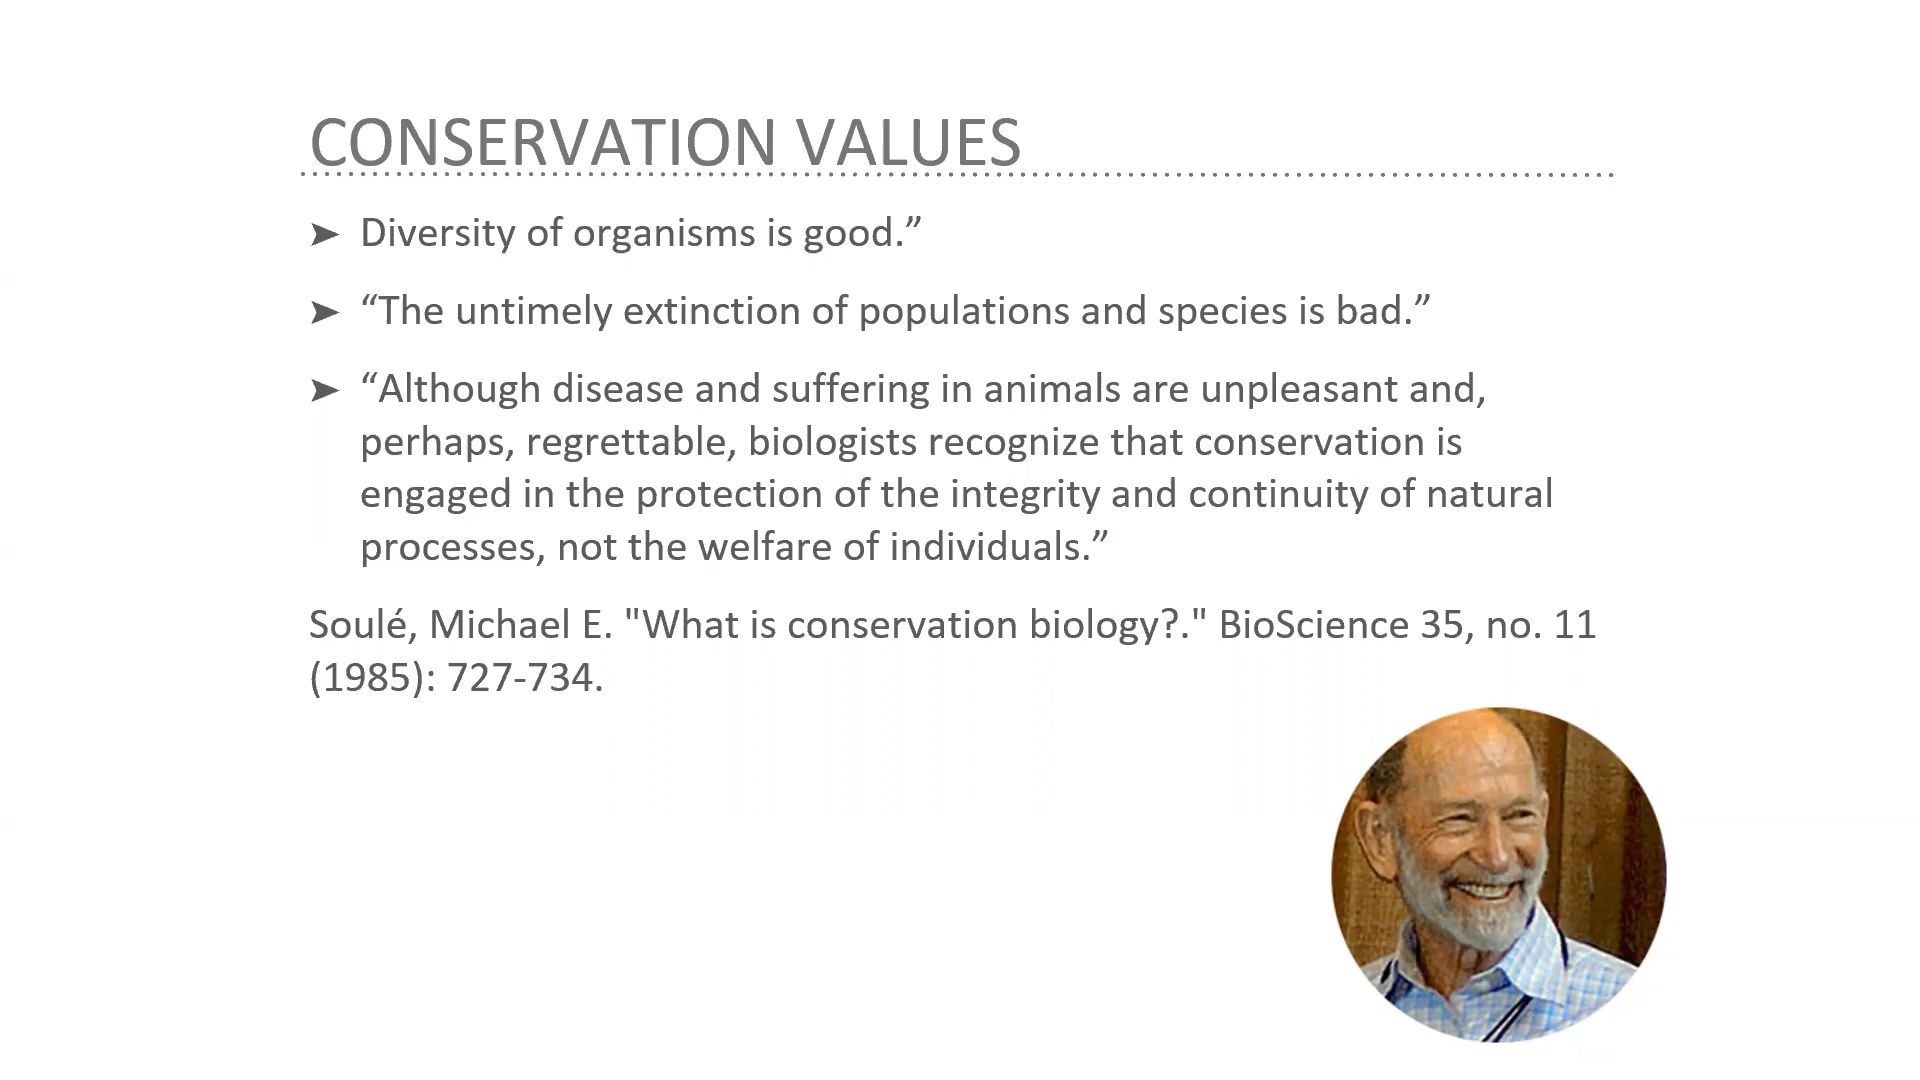 CONSERVATION VALUES
➤ Diversity of organisms is good.”
➤ “The untimely extinction of populations and species is bad.”
➤ “Although disease and suffering in animals are unpleasant and,
perhaps, regrettable, biologists recognize that conservation is
engaged in the protection of the integrity and continuity of natural
processes, not the welfare of individuals.”
Soulé, Michael E. "What is conservation biology?." BioScience 35, no. 11
(1985): 727-734.